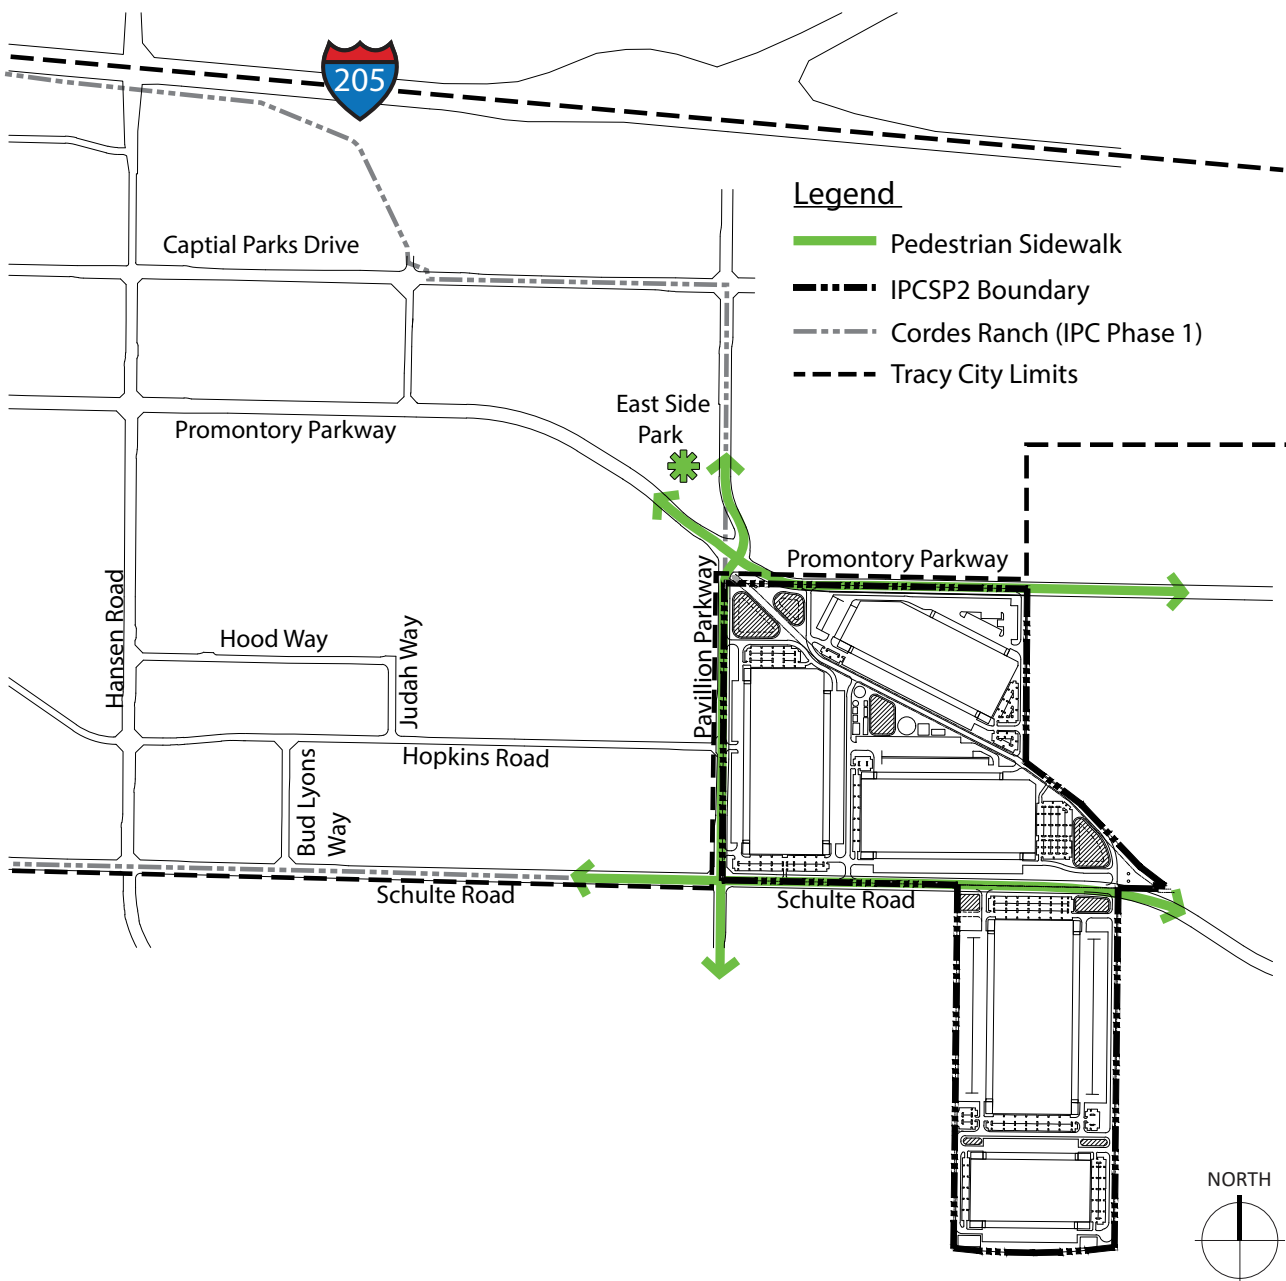 205
Legend
Captial Parks Drive
Pedestrian Sidewalk
IPCSP2 Boundary
Cordes Ranch (IPC Phase 1)
Tracy City Limits
East Side
Park
Promontory Parkway
Promontory Parkway
Hansen Road
Hood Way
Judah Way
Pavillion Parkway
Hopkins Road
Bud Lyons
Way
Schulte Road
Schulte Road
NORTH